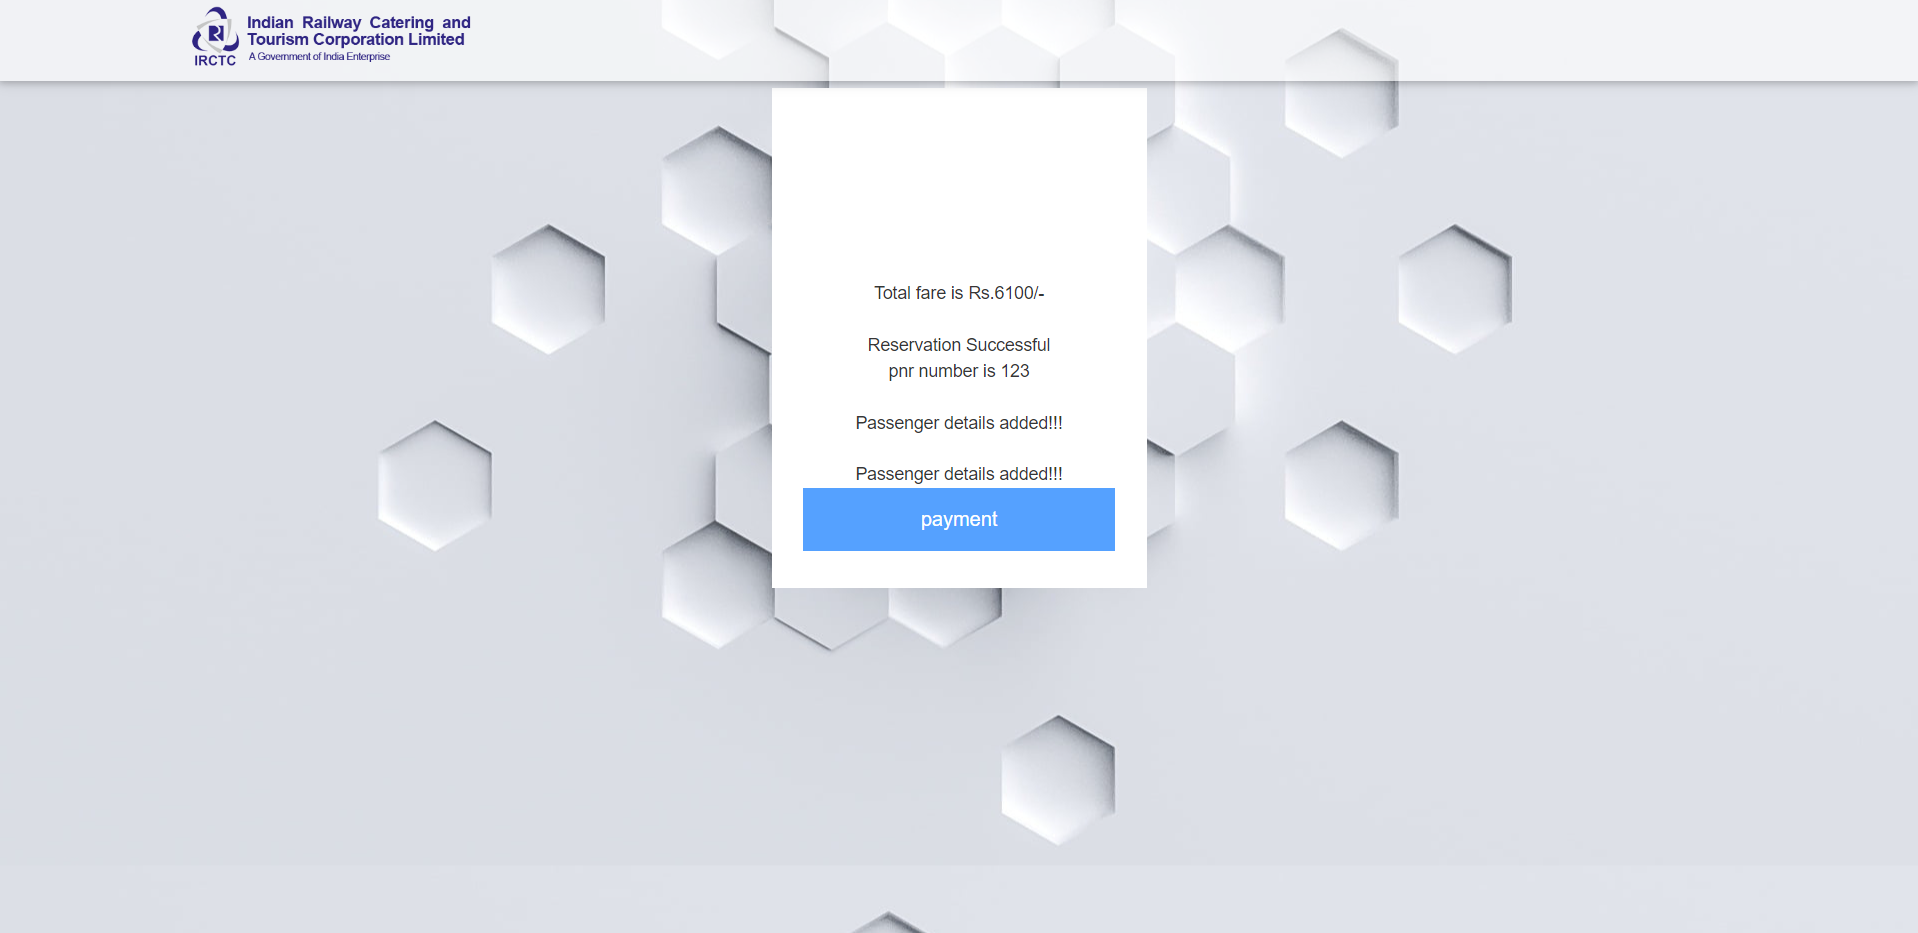 Indian Railway Catering and
Tourism Corporation Limited
A Government of India Enterprise
IRCTC
Total fare is Rs.6100/-
Reservation Successful
pnr number is 123
Passenger details added!!!
Passenger details added!!!
payment